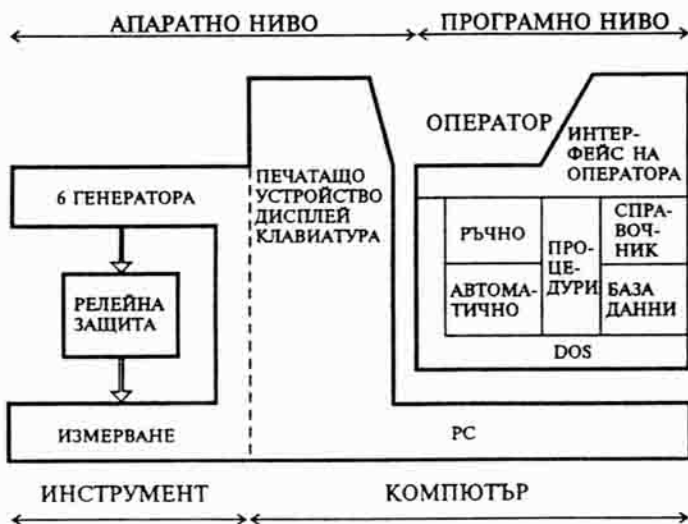 АПАРАТНО НИВО
ПРОГРАМНО НИВО
ОПЕРАТОР
ИНТЕР-
ФЕЙС НА
ОПЕРАТОРА
6 ГЕНЕРАТОРА
ПЕЧАТАЩО
УСТРОЙСТВО
ДИСПЛЕЙ
КЛАВИАТУРА
РЕЛЕЙНА
ЗАЩИТА
РЪЧНО
АВТОМА-
ТИЧНО
ПРО-
ЦЕ-
ДУРИ
СПРА-
ВОЧ-
НИК
БАЗА
ДАННИ
DOS
ИЗМЕРВАНЕ
PC
ИНСТРУМЕНТ
КОМПЮТЪР